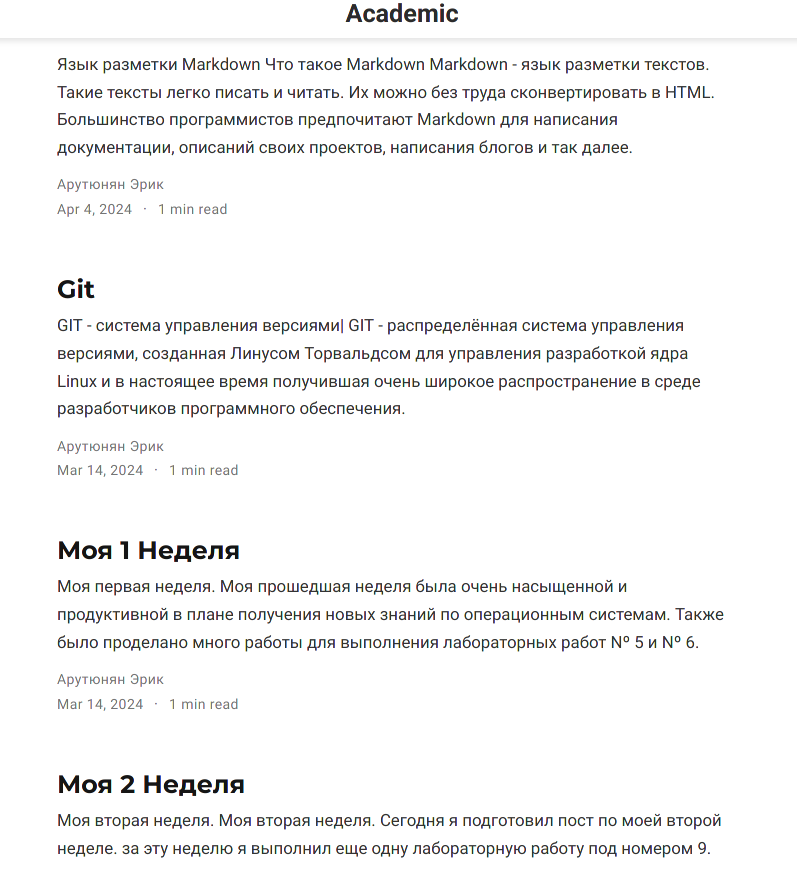 Academic
Язык разметки Markdown Что такое Markdown Markdown - язык разметки текстов.
Такие тексты легко писать и читать. Их можно без труда сконвертировать в HTML.
Большинство программистов предпочитают Markdown для написания
документации, описаний своих проектов, написания блогов и так далее.
Арутюнян Эрик
Apr 4, 2024 · 1 min read
Git
GIT - система управления версиями| GIT - распределённая система управления
версиями, созданная Линусом Торвальдсом для управления разработкой ядра
Linux и в настоящее время получившая очень широкое распространение в среде
разработчиков программного обеспечения.
Арутюнян Эрик
Mar 14, 2024 · 1 min read
Моя 1 Неделя
Моя первая неделя. Моя прошедшая неделя была очень насыщенной и
продуктивной в плане получения новых знаний по операционным системам. Также
было проделано много работы для выполнения лабораторных работ № 5 и № 6.
Арутюнян Эрик
Mar 14, 2024 · 1 min read
Моя 2 Неделя
Моя вторая неделя. Моя вторая неделя. Сегодня я подготовил пост по моей второй
неделе. за эту неделю я выполнил еще одну лабораторную работу под номером 9.